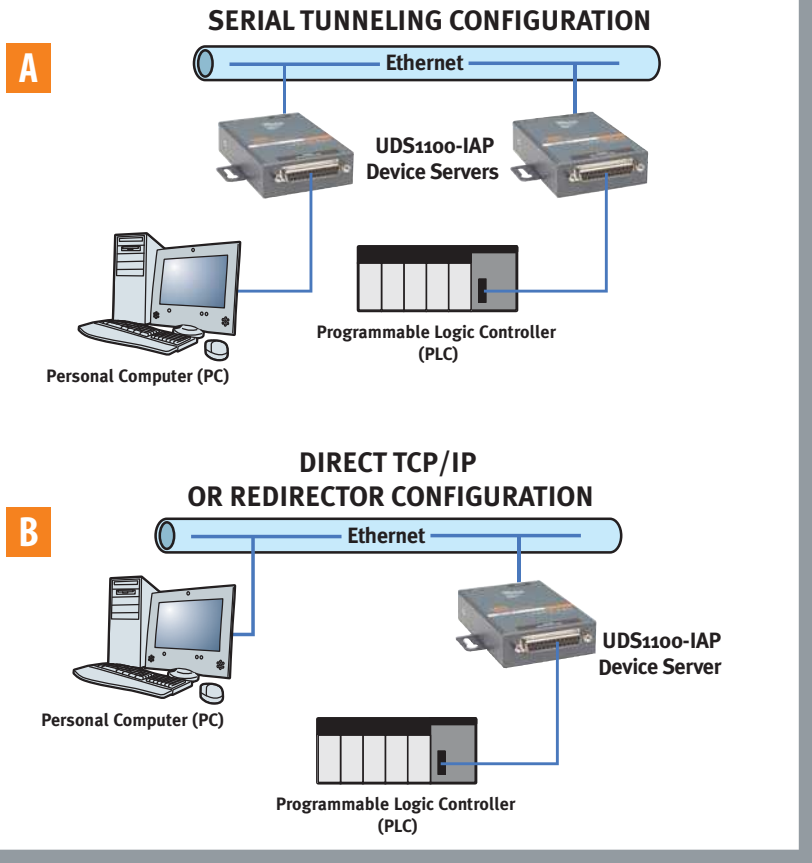 SERIAL TUNNELING CONFIGURATION
A
Ethernet
UDS1100-IAP
Device Servers
Programmable Logic Controller
(PLC)
Personal Computer (PC)
DIRECT TCP/IP
OR REDIRECTOR CONFIGURATION
B
Ethernet
UDS1100-IAP
Device Server
Personal Computer (PC)
Programmable Logic Controller
(PLC)